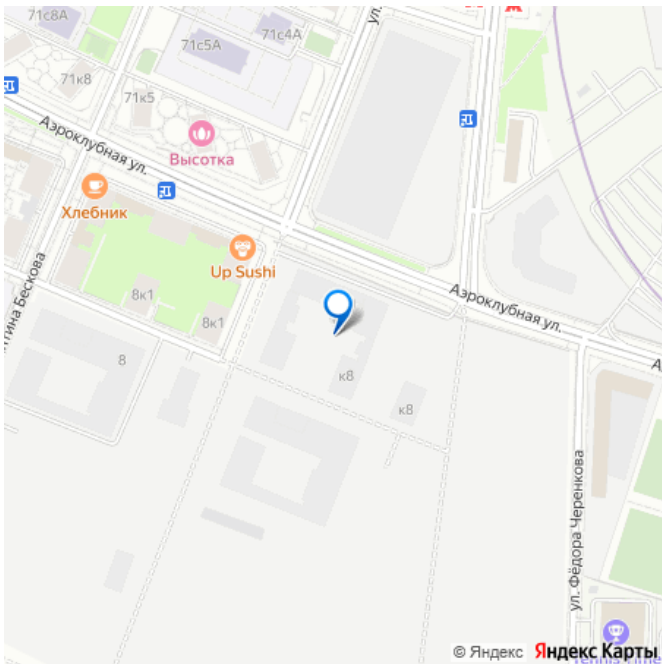 71с8А
71с4А
71с5А
71к8
71к5
ул.
Аэроклубная ул.
Высотка
Хлебник
Up Sushi
8к1
8к1
Аэроклубная ул.
8
к8
к8
ул. Фёдора Черенкова
© Яндекс Яндекс Карты